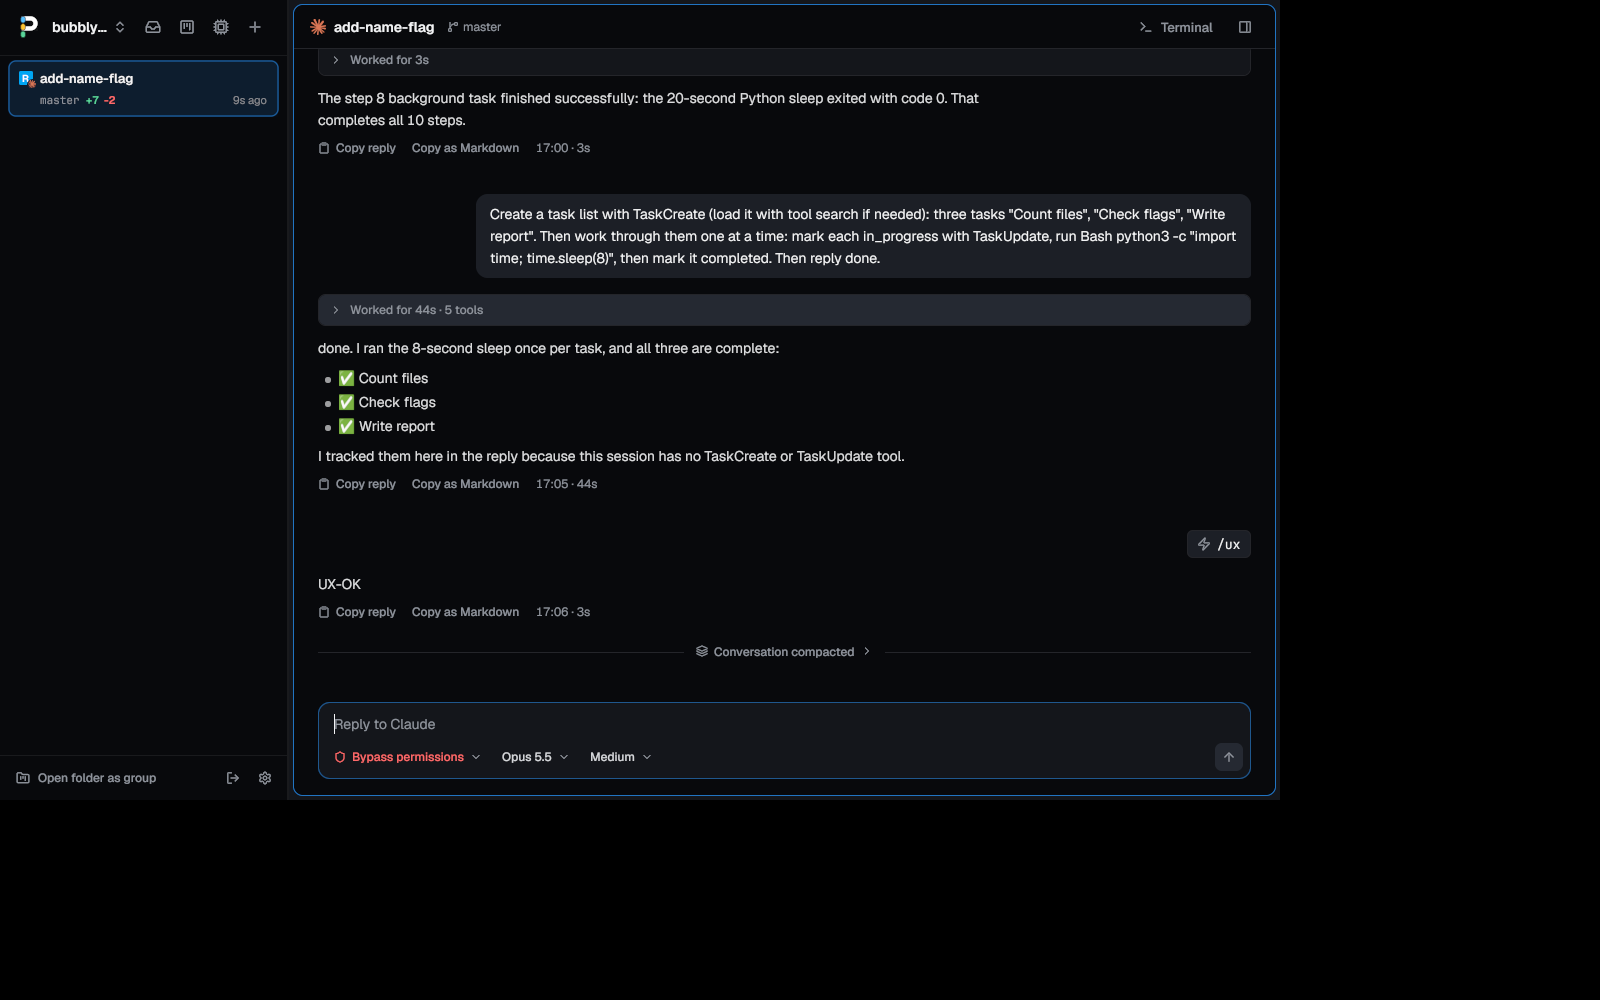 bubbly...
add-name-flag
master +7 -2
9s ago
Open folder as group
add-name-flag
master
Terminal
Worked for 3s
The step 8 background task finished successfully: the 20-second Python sleep exited with code 0. That
completes all 10 steps.
Copy reply Copy as Markdown 17:00 · 3s
Create a task list with TaskCreate (load it with tool search if needed): three tasks "Count files", "Check flags", "Write
report". Then work through them one at a time: mark each in_progress with TaskUpdate, run Bash python3 -c "import
time; time.sleep(8)", then mark it completed. Then reply done.
Worked for 44s · 5 tools
done. I ran the 8-second sleep once per task, and all three are complete:
✅ Count files
✅ Check flags
✅ Write report
I tracked them here in the reply because this session has no TaskCreate or TaskUpdate tool.
Copy reply Copy as Markdown 17:05 · 44s
/ux
UX-OK
Copy reply Copy as Markdown 17:06 · 3s
Conversation compacted
Reply to Claude
Bypass permissions Opus 5.5 Medium